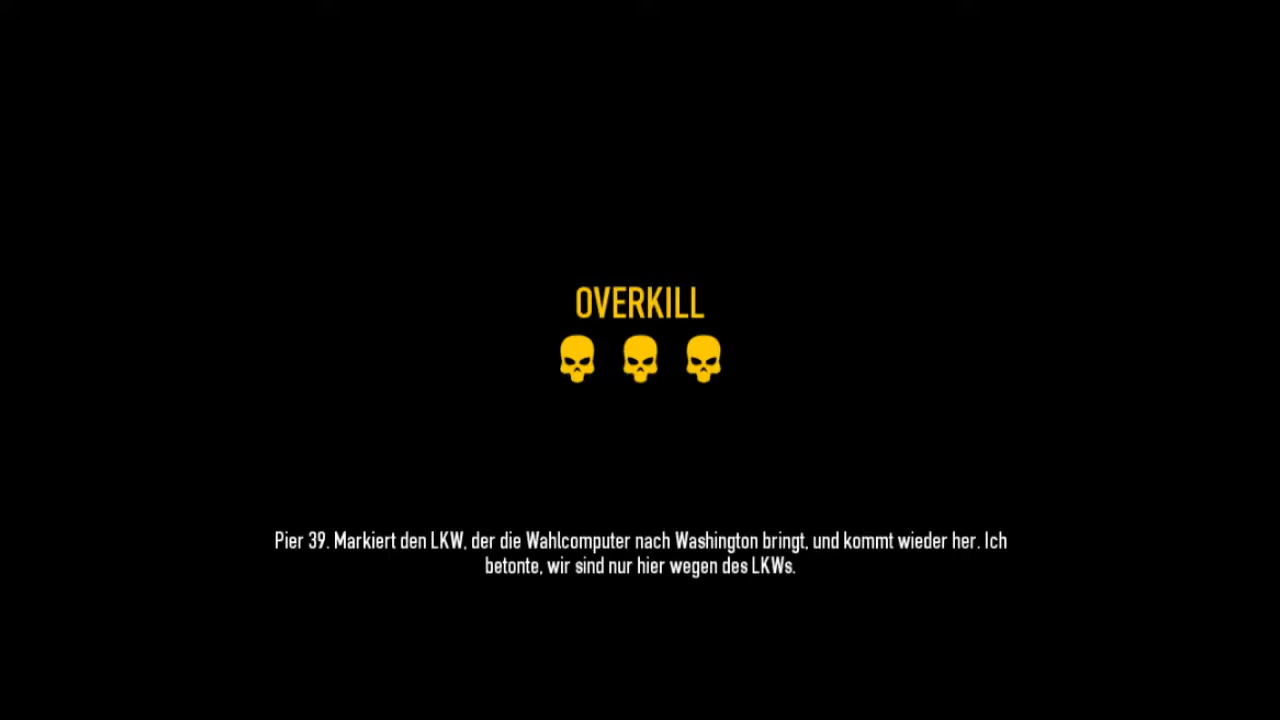 OVERKILL
Pier 39. Markiert den LKW, der die Wahlcomputer nach Washington bringt, und kommt wieder her. Ich
betonte, wir sind nur hier wegen des LKWs.